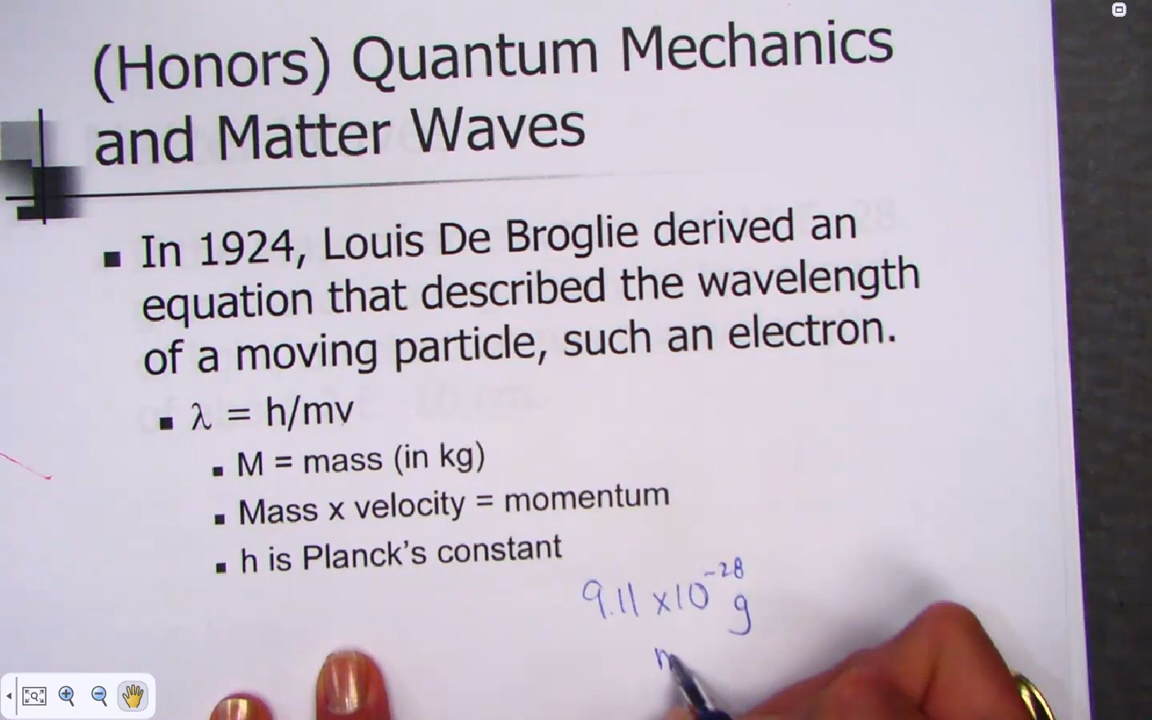 (Honors) Quantum Mechanics
and Matter Waves
In 1924, Louis De Broglie derived an
equation that described the wavelength
of a moving particle, such an electron.
λ = h/mv
M = mass (in kg)
Mass x velocity = momentum
h is Planck's constant
9.11 x10⁻²⁸ g